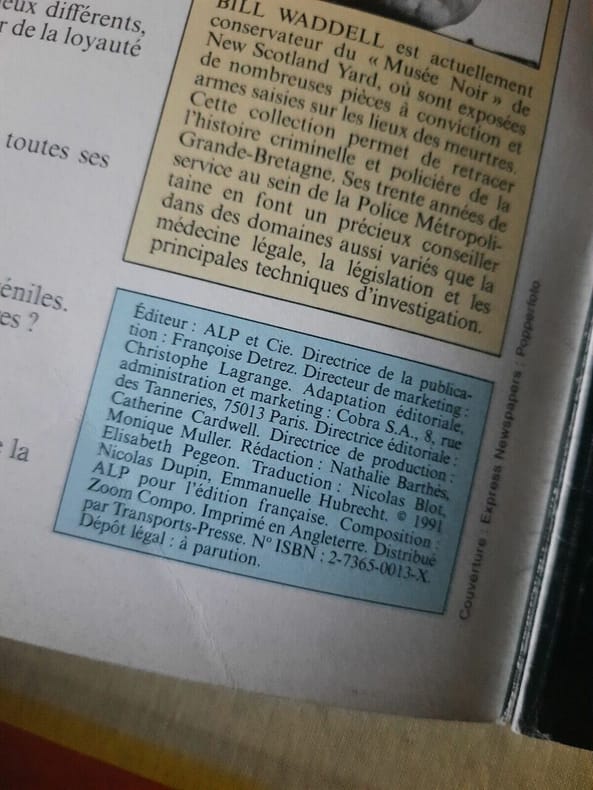 eux différents,
r de la loyauté
toutes ses
éniles.
es ?
la
BILL WADDELL est actuellement
conservateur du « Musée Noir » de
New Scotland Yard, où sont exposées
de nombreuses pièces à conviction et
armes saisies sur les lieux des meurtres.
Cette collection permet de retracer
l'histoire criminelle et policière de la
Grande-Bretagne. Ses trente années de
service au sein de la Police Métropoli-
taine en font un précieux conseiller
dans des domaines aussi variés que la
médecine légale, la législation et les
principales techniques d'investigation.
Éditeur : ALP et Cie. Directrice de la publica-
tion : Françoise Detrez. Directeur de marketing :
Christophe Lagrange. Adaptation éditoriale,
administration et marketing : Cobra S.A., 8, rue
des Tanneries, 75013 Paris. Directrice éditoriale :
Catherine Cardwell. Directrice de production :
Monique Muller. Rédaction : Nathalie Barthès,
Elisabeth Pegeon. Traduction : Nicolas Blot,
Nicolas Dupin, Emmanuelle Hubrecht. © 1991
ALP pour l'édition française. Composition :
Zoom Compo. Imprimé en Angleterre. Distribué
par Transports-Presse. N° ISBN : 2-7365-0013-X.
Dépôt légal : à parution.
Couverture : Express Newspapers : Popperfoto